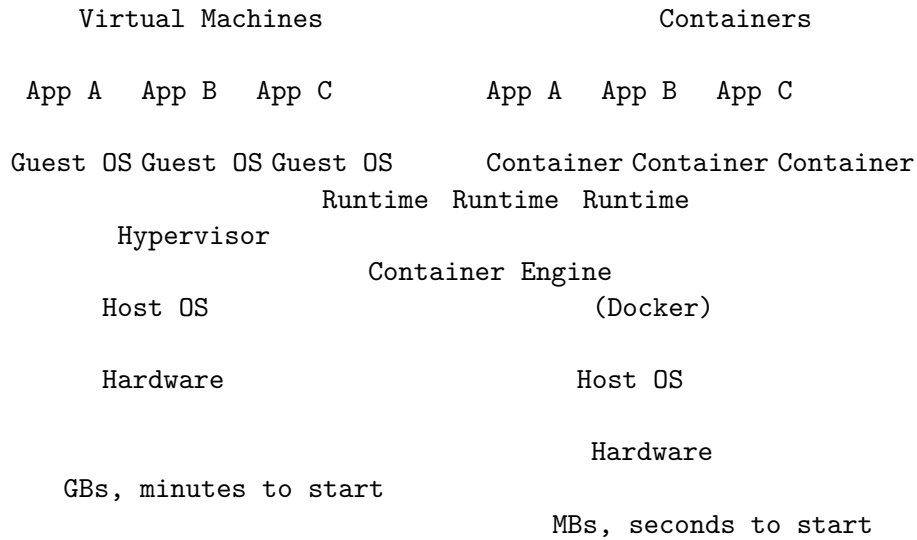 Virtual Machines Containers
App A App B App C App A App B App C
Guest OS Guest OS Guest OS Container Container Container
Runtime Runtime Runtime
Hypervisor
Container Engine
Host OS (Docker)
Hardware Host OS
Hardware
GBs, minutes to start
MBs, seconds to start